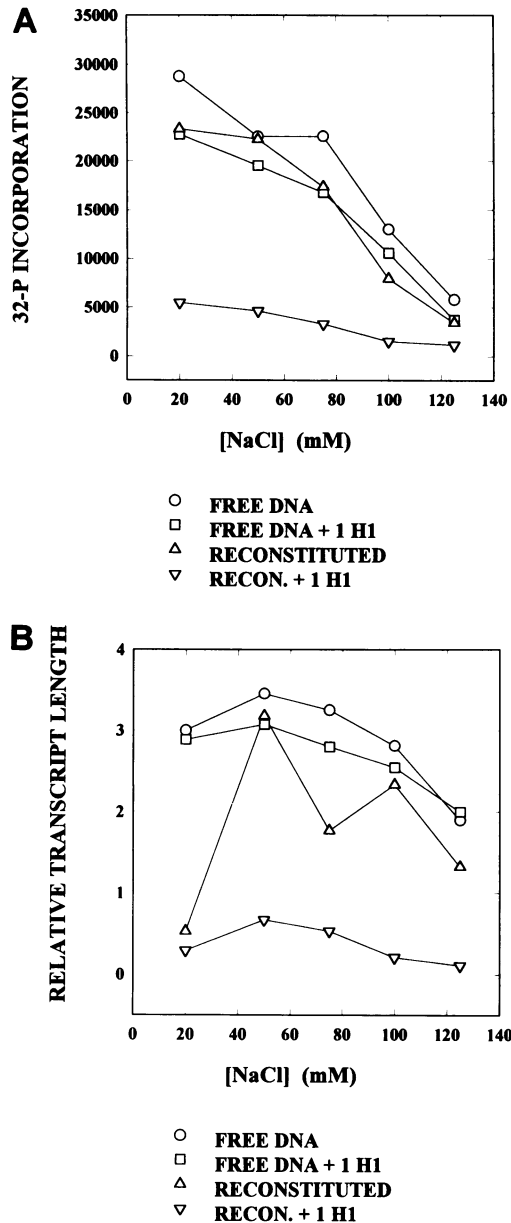 A
35000
30000
25000
20000
15000
10000
5000
0
32-P INCORPORATION
0 20 40 60 80 100 120 140
[NaCl] (mM)
FREE DNA
FREE DNA + 1 H1
RECONSTITUTED
RECON. + 1 H1
B
4
3
2
1
0
RELATIVE TRANSCRIPT LENGTH
0 20 40 60 80 100 120 140
[NaCl] (mM)
FREE DNA
FREE DNA + 1 H1
RECONSTITUTED
RECON. + 1 H1